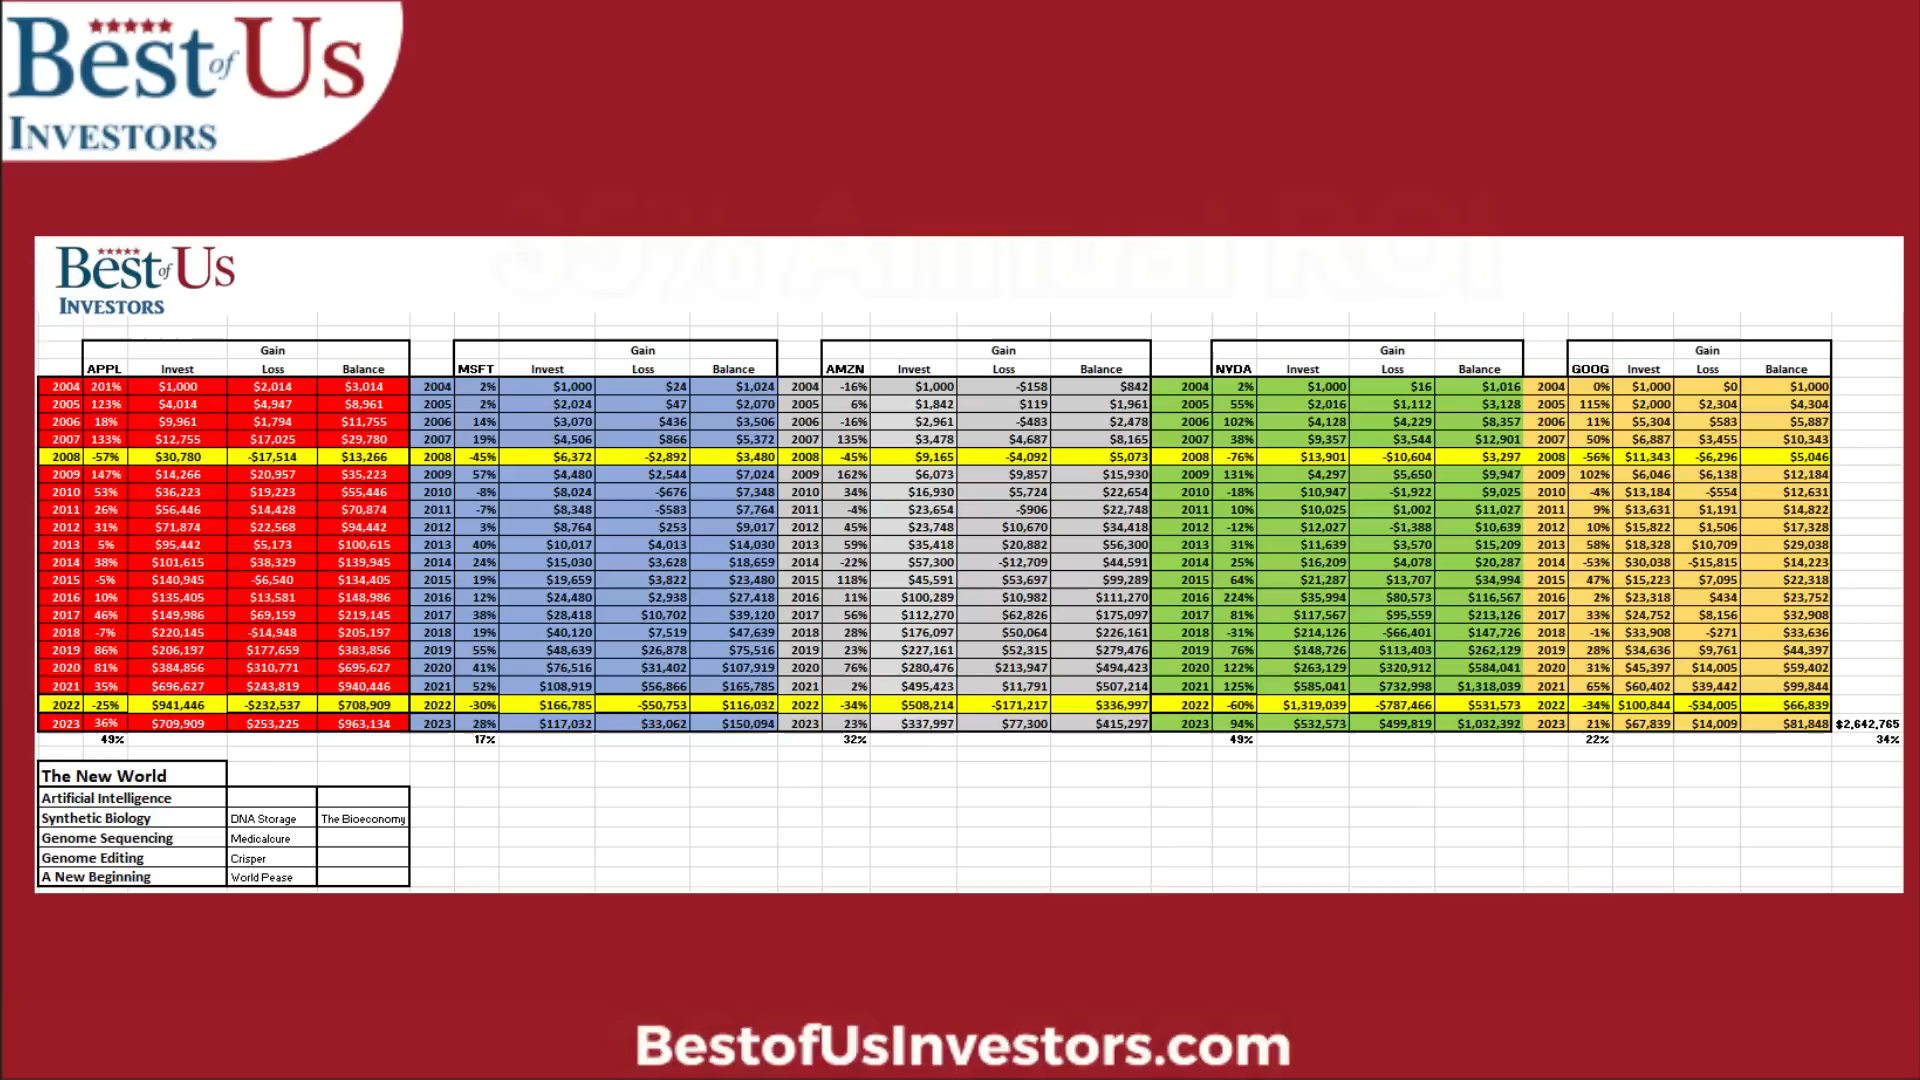 Best of Us
INVESTORS
35% Annual ROI
Best of Us
INVESTORS
Gain Gain Gain Gain Gain
APPL Invest Loss Balance MSFT Invest Loss Balance AMZN Invest Loss Balance NVDA Invest Loss Balance GOOG Invest Loss Balance
2004 201% $1,000 $2,014 $3,014 2004 2% $1,000 $24 $1,024 2004 -16% $1,000 -$158 $842 2004 2% $1,000 $16 $1,016 2004 0% $1,000 $0 $1,000
2005 123% $4,014 $4,947 $8,961 2005 2% $2,024 $47 $2,070 2005 6% $1,842 $119 $1,961 2005 55% $2,016 $1,112 $3,128 2005 115% $2,000 $2,304 $4,304
2006 18% $9,961 $1,794 $11,755 2006 14% $3,070 $436 $3,506 2006 -16% $2,961 -$483 $2,478 2006 102% $4,128 $4,229 $8,357 2006 11% $5,304 $583 $5,887
2007 133% $12,755 $17,025 $29,780 2007 19% $4,506 $866 $5,372 2007 135% $3,478 $4,687 $8,165 2007 38% $9,357 $3,544 $12,901 2007 50% $6,887 $3,455 $10,343
2008 -57% $30,780 -$17,514 $13,266 2008 -45% $6,372 -$2,892 $3,480 2008 -45% $9,165 -$4,092 $5,073 2008 -76% $13,901 -$10,604 $3,297 2008 -56% $11,343 -$6,296 $5,046
2009 147% $14,266 $20,957 $35,223 2009 57% $4,480 $2,544 $7,024 2009 162% $6,073 $9,857 $15,930 2009 131% $4,297 $5,650 $9,947 2009 102% $6,046 $6,138 $12,184
2010 53% $36,223 $19,223 $55,446 2010 -8% $8,024 -$676 $7,348 2010 34% $16,930 $5,724 $22,654 2010 -18% $10,947 -$1,922 $9,025 2010 -4% $13,184 -$554 $12,631
2011 26% $56,446 $14,428 $70,874 2011 -7% $8,348 -$583 $7,764 2011 -4% $23,654 -$906 $22,748 2011 10% $10,025 $1,002 $11,027 2011 9% $13,631 $1,191 $14,822
2012 31% $71,874 $22,568 $94,442 2012 3% $8,764 $253 $9,017 2012 45% $23,748 $10,670 $34,418 2012 -12% $12,027 -$1,388 $10,639 2012 10% $15,822 $1,506 $17,328
2013 5% $95,442 $5,173 $100,615 2013 40% $10,017 $4,013 $14,030 2013 59% $35,418 $20,882 $56,300 2013 31% $11,639 $3,570 $15,209 2013 58% $18,328 $10,709 $29,038
2014 38% $101,615 $38,329 $139,945 2014 24% $15,030 $3,628 $18,659 2014 -22% $57,300 -$12,709 $44,591 2014 25% $16,209 $4,078 $20,287 2014 -53% $30,038 -$15,815 $14,223
2015 -5% $140,945 -$6,540 $134,405 2015 19% $19,659 $3,822 $23,480 2015 118% $45,591 $53,697 $99,289 2015 64% $21,287 $13,707 $34,994 2015 47% $15,223 $7,095 $22,318
2016 10% $135,405 $13,581 $148,986 2016 12% $24,480 $2,938 $27,418 2016 11% $100,289 $10,982 $111,270 2016 224% $35,994 $80,573 $116,567 2016 2% $23,318 $434 $23,752
2017 46% $149,986 $69,159 $219,145 2017 38% $28,418 $10,702 $39,120 2017 56% $112,270 $62,826 $175,097 2017 81% $117,567 $95,559 $213,126 2017 33% $24,752 $8,156 $32,908
2018 -7% $220,145 -$14,948 $205,197 2018 19% $40,120 $7,519 $47,639 2018 28% $176,097 $50,064 $226,161 2018 -31% $214,126 -$66,401 $147,726 2018 -1% $33,908 -$271 $33,636
2019 86% $206,197 $177,659 $383,856 2019 55% $48,639 $26,878 $75,516 2019 23% $227,161 $52,315 $279,476 2019 76% $148,726 $113,403 $262,129 2019 28% $34,636 $9,761 $44,397
2020 81% $384,856 $310,771 $695,627 2020 41% $76,516 $31,402 $107,919 2020 76% $280,476 $213,947 $494,423 2020 122% $263,129 $320,912 $584,041 2020 31% $45,397 $14,005 $59,402
2021 35% $696,627 $243,819 $940,446 2021 52% $108,919 $56,866 $165,785 2021 2% $495,423 $11,791 $507,214 2021 125% $585,041 $732,998 $1,318,039 2021 65% $60,402 $39,442 $99,844
2022 -25% $941,446 -$232,537 $708,909 2022 -30% $166,785 -$50,753 $116,032 2022 -34% $508,214 -$171,217 $336,997 2022 -60% $1,319,039 -$787,466 $531,573 2022 -34% $100,844 -$34,005 $66,839
2023 36% $709,909 $253,225 $963,134 2023 28% $117,032 $33,062 $150,094 2023 23% $337,997 $77,300 $415,297 2023 94% $532,573 $499,819 $1,032,392 2023 21% $67,839 $14,009 $81,848 $2,642,765
49% 17% 32% 49% 22% 34%
The New World
Artificial Intelligence
Synthetic Biology DNA Storage The Bioeconomy
Genome Sequencing Medicalcure
Genome Editing Crisper
A New Beginning World Pease
BestofUsInvestors.com